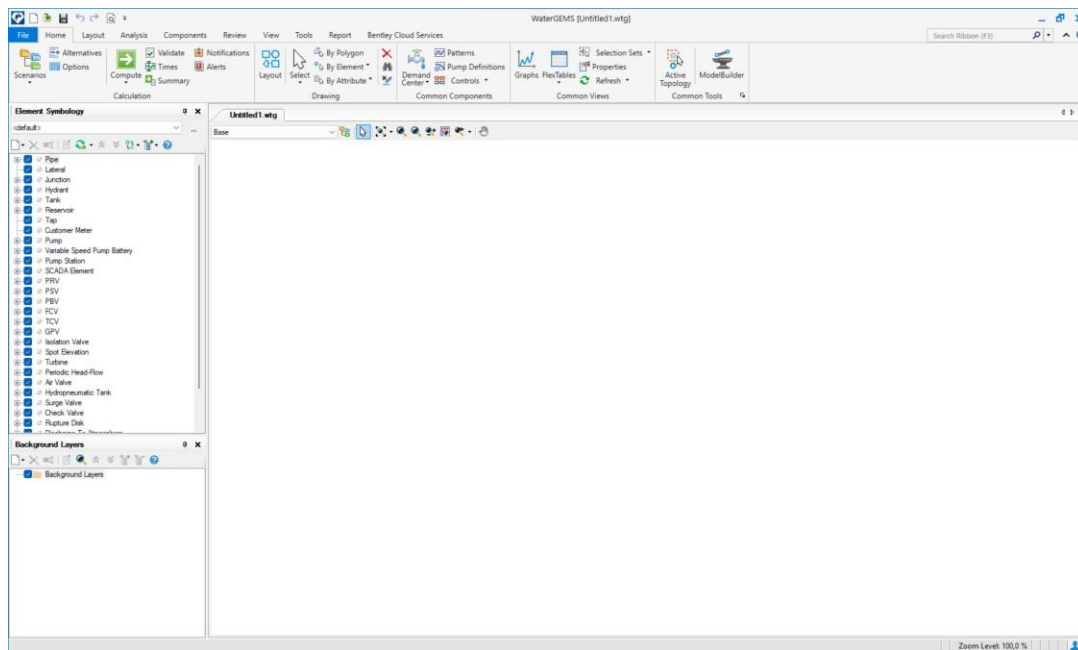 WaterGEMS [Untitled1.wtg]
File Home Layout Analysis Components Review View Tools Report Bentley Cloud Services Search Ribbon (F3)
Scenarios
Alternatives
Options
Compute
Validate
Times
Summary
Notifications
Alerts
Calculation
Layout
Select
By Polygon
By Element
By Attribute
Drawing
Demand Center
Patterns
Pump Definitions
Controls
Common Components
Graphs
FlexTables
Selection Sets
Properties
Refresh
Common Views
Active Topology
ModelBuilder
Common Tools
Element Symbology
<default>
Pipe
Lateral
Junction
Hydrant
Tank
Reservoir
Tap
Customer Meter
Pump
Variable Speed Pump Battery
Pump Station
SCADA Element
PRV
PSV
PBV
FCV
TCV
GPV
Isolation Valve
Spot Elevation
Turbine
Periodic Head-Flow
Air Valve
Hydropneumatic Tank
Surge Valve
Check Valve
Rupture Disk
Background Layers
Background Layers
Untitled1.wtg
Base
Zoom Level: 100,0 %